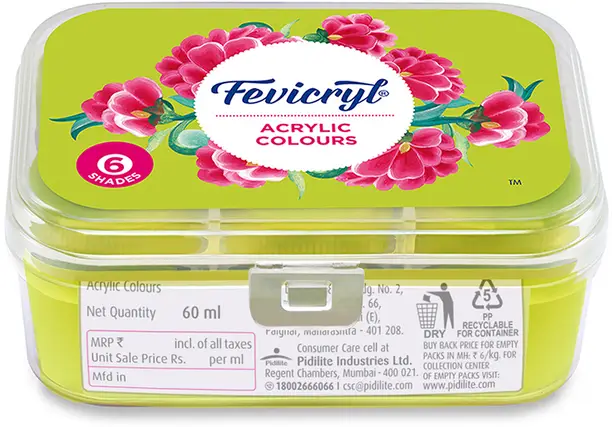 Fevicryl®
ACRYLIC
COLOURS
6
SHADES
TM
Acrylic Colours
Net Quantity 60 ml
MRP ₹ incl. of all taxes
Unit Sale Price Rs. per ml
Mfd in
dg. No. 2,
66,
(E),
Palghar, Maharashtra - 401 208.
Consumer Care cell at
Pidilite Industries Ltd.
Regent Chambers, Mumbai - 400 021.
18002666066 | csc@pidilite.com
Pidilite
DRY
5
PP
RECYCLABLE
FOR CONTAINER
BUY BACK PRICE FOR EMPTY
PACKS IN MH: ₹ 6/kg. FOR
COLLECTION CENTER
OF EMPTY PACKS VISIT:
www.pidilite.com